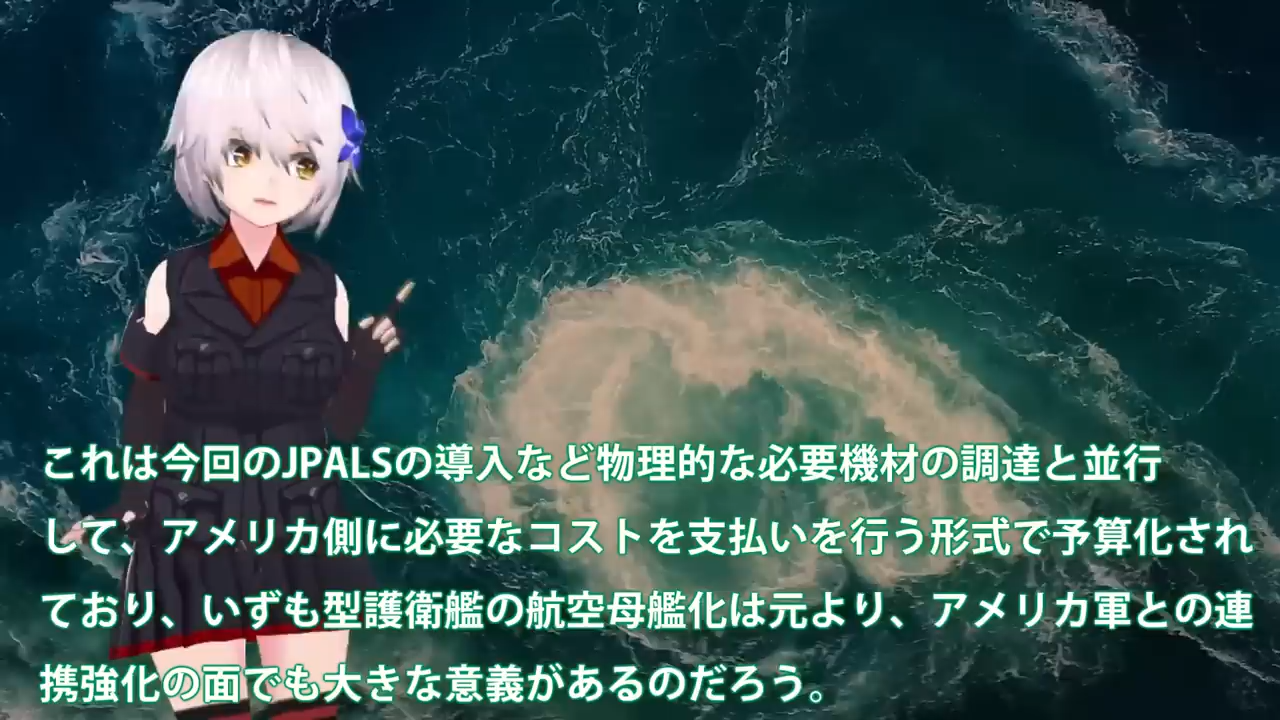 これは今回のJPALSの導入など物理的な必要機材の調達と並行
して、アメリカ側に必要なコストを支払いを行う形式で予算化され
ており、いずも型護衛艦の航空母艦化は元より、アメリカ軍との連
携強化の面でも大きな意義があるのだろう。